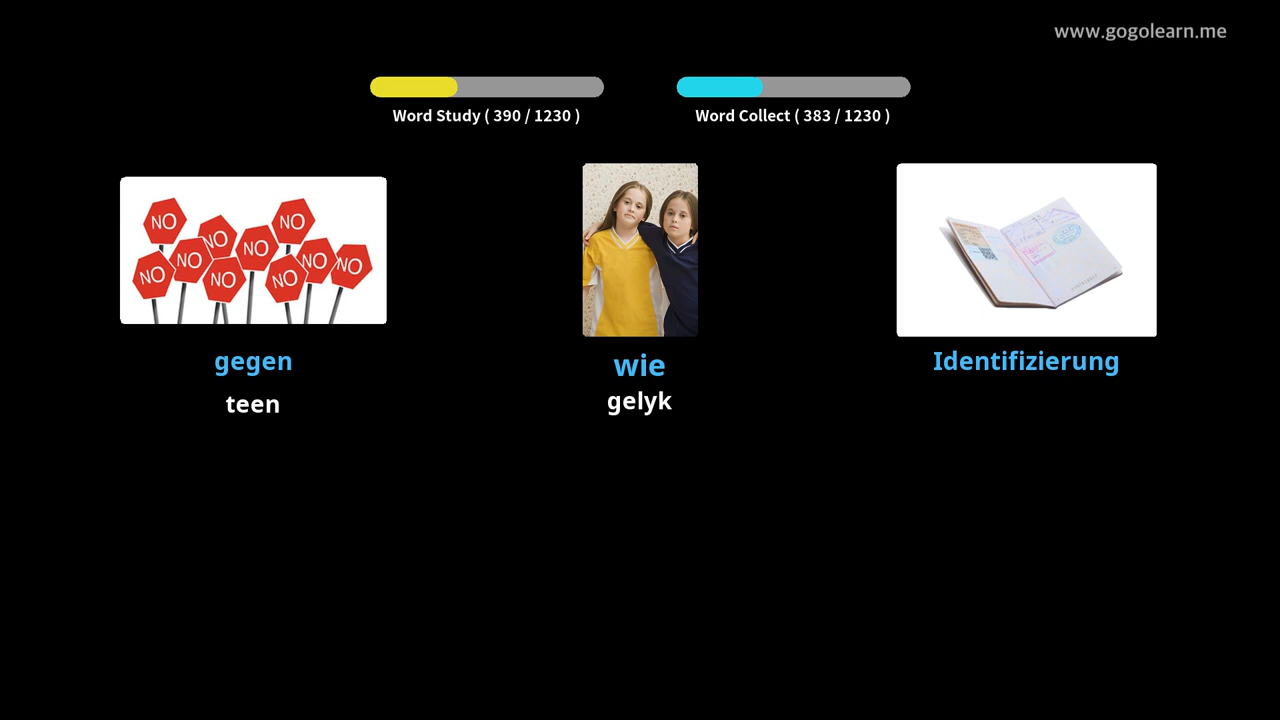 www.gogolearn.me
Word Study ( 390 / 1230 )
Word Collect ( 383 / 1230 )
NO
NO
NO
NO
NO
NO
NO
NO
NO
gegen
wie
Identifizierung
teen
gelyk